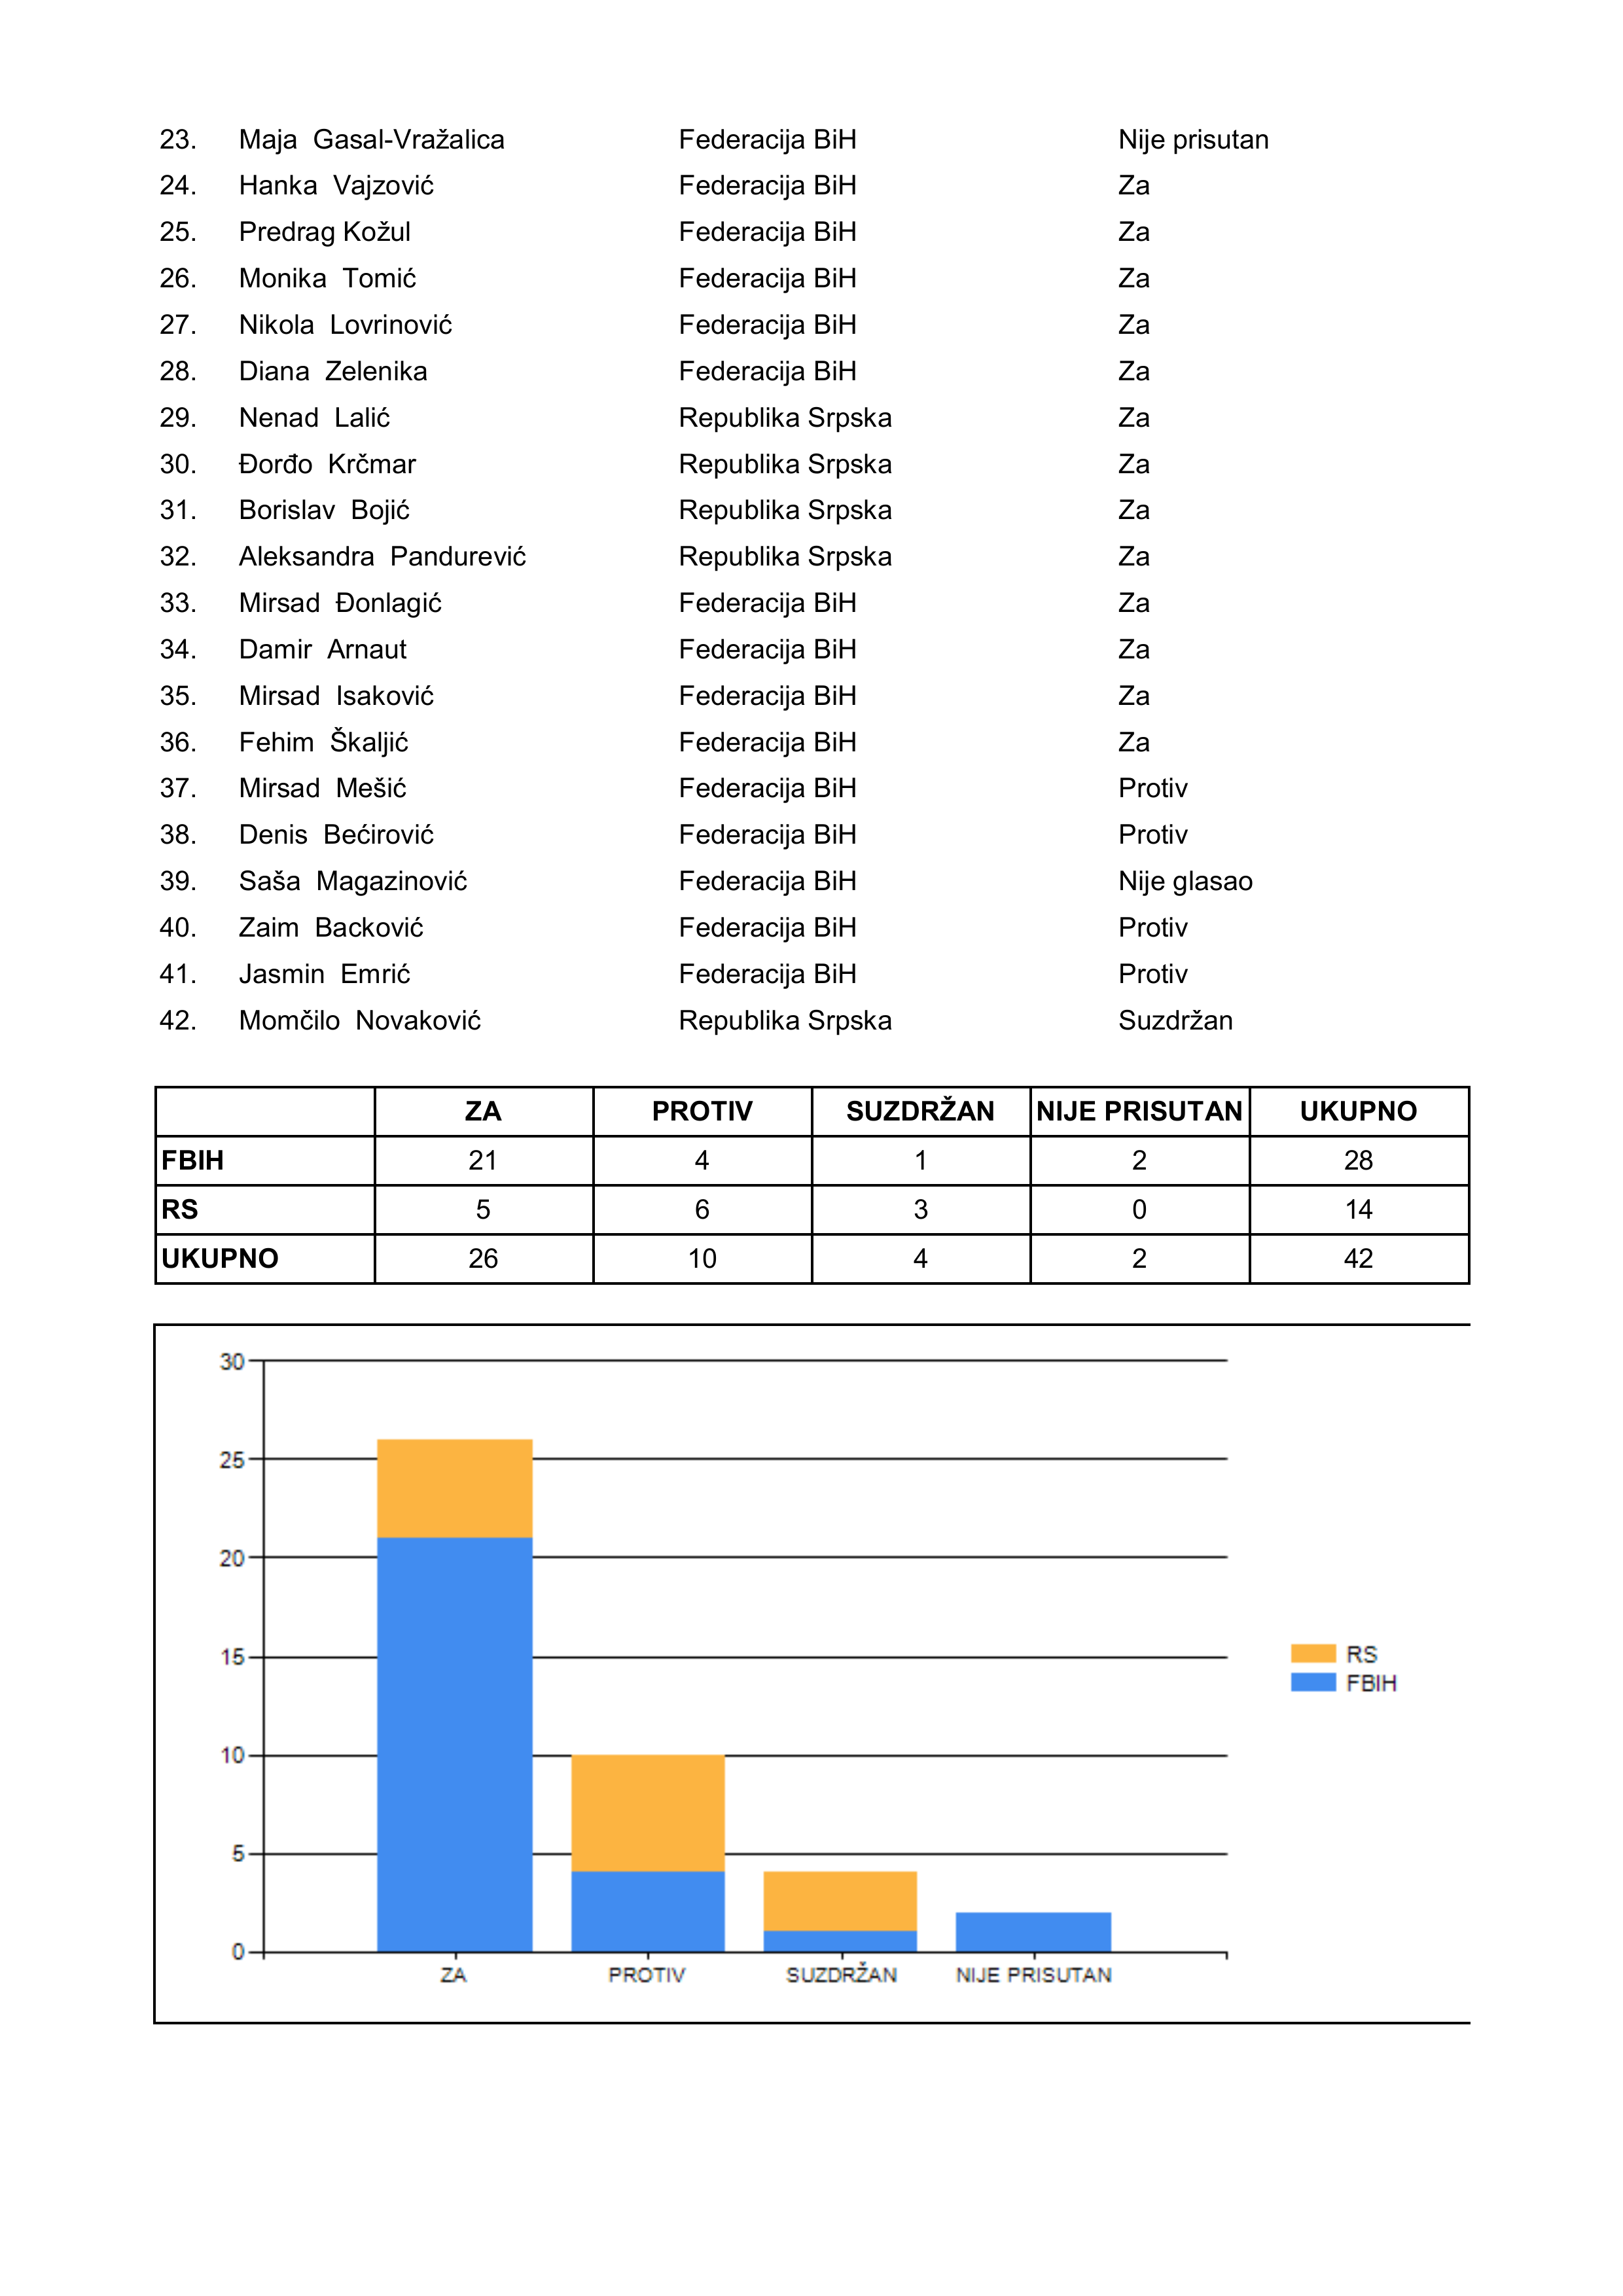 23. Maja Gasal-Vražalica Federacija BiH Nije prisutan
24. Hanka Vajzović Federacija BiH Za
25. Predrag Kožul Federacija BiH Za
26. Monika Tomić Federacija BiH Za
27. Nikola Lovrinović Federacija BiH Za
28. Diana Zelenika Federacija BiH Za
29. Nenad Lalić Republika Srpska Za
30. Đorđo Krčmar Republika Srpska Za
31. Borislav Bojić Republika Srpska Za
32. Aleksandra Pandurević Republika Srpska Za
33. Mirsad Đonlagić Federacija BiH Za
34. Damir Arnaut Federacija BiH Za
35. Mirsad Isaković Federacija BiH Za
36. Fehim Škaljić Federacija BiH Za
37. Mirsad Mešić Federacija BiH Protiv
38. Denis Bećirović Federacija BiH Protiv
39. Saša Magazinović Federacija BiH Nije glasao
40. Zaim Backović Federacija BiH Protiv
41. Jasmin Emrić Federacija BiH Protiv
42. Momčilo Novaković Republika Srpska Suzdržan
ZA PROTIV SUZDRŽAN NIJE PRISUTAN UKUPNO
FBIH 21 4 1 2 28
RS 5 6 3 0 14
UKUPNO 26 10 4 2 42
30
25
20
15
10
5
0
ZA PROTIV SUZDRŽAN NIJE PRISUTAN
RS
FBIH